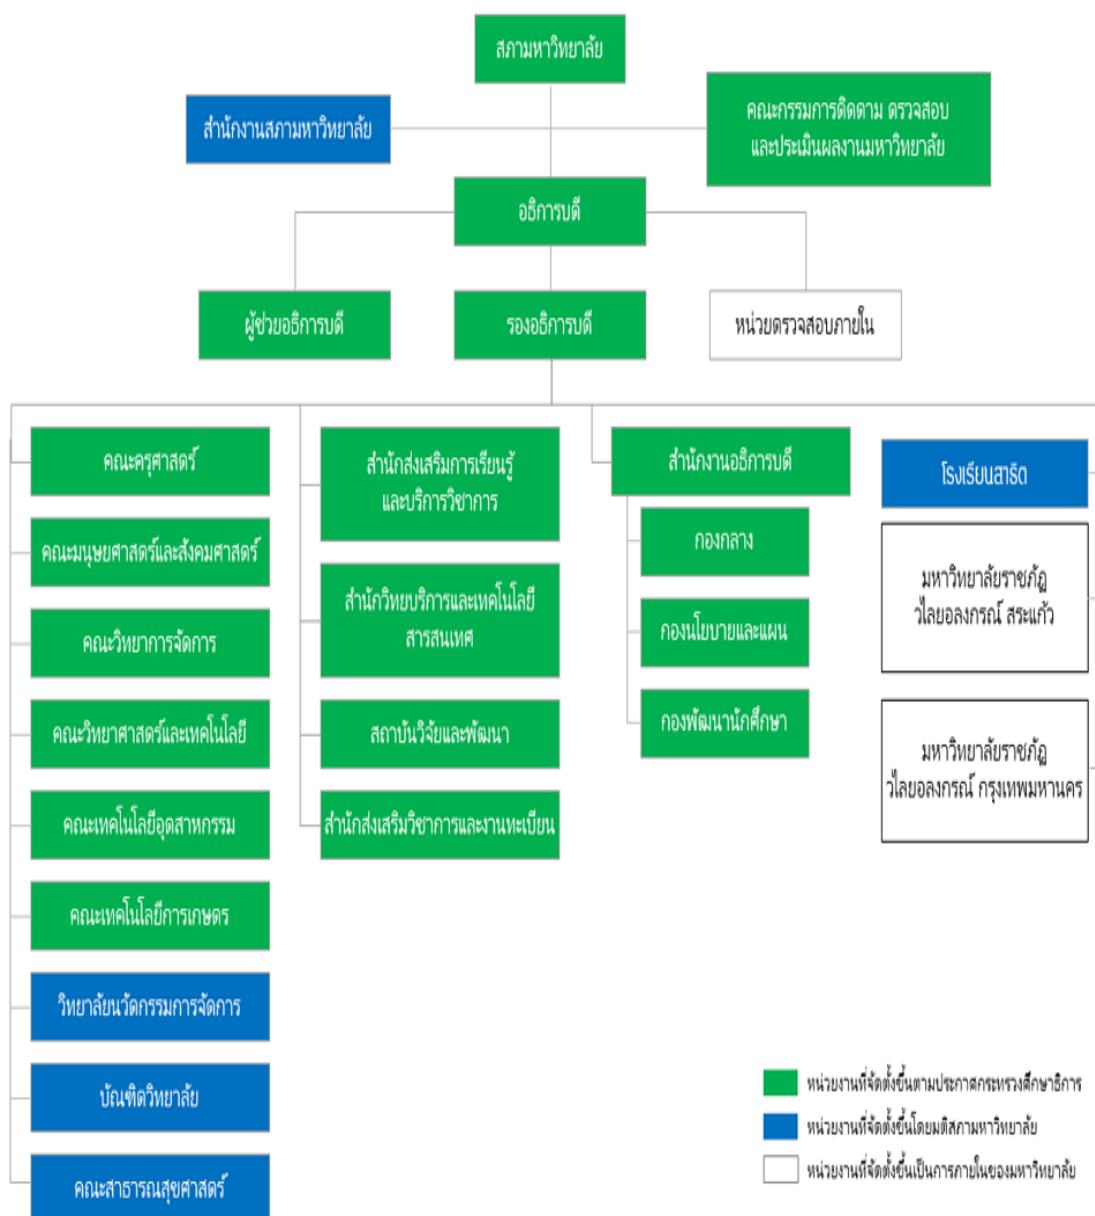 สภามหาวิทยาลัย
สำนักงานสภามหาวิทยาลัย
คณะกรรมการติดตาม ตรวจสอบ
และประเมินผลงานมหาวิทยาลัย
อธิการบดี
ผู้ช่วยอธิการบดี
รองอธิการบดี
หน่วยตรวจสอบภายใน
คณะครุศาสตร์
คณะมนุษยศาสตร์และสังคมศาสตร์
คณะวิทยาการจัดการ
คณะวิทยาศาสตร์และเทคโนโลยี
คณะเทคโนโลยีอุตสาหกรรม
คณะเทคโนโลยีการเกษตร
วิทยาลัยนวัตกรรมการจัดการ
บัณฑิตวิทยาลัย
คณะสาธารณสุขศาสตร์
สำนักส่งเสริมการเรียนรู้
และบริการวิชาการ
สำนักวิทยบริการและเทคโนโลยี
สารสนเทศ
สถาบันวิจัยและพัฒนา
สำนักส่งเสริมวิชาการและงานทะเบียน
สำนักงานอธิการบดี
กองกลาง
กองนโยบายและแผน
กองพัฒนานักศึกษา
โรงเรียนสาธิต
มหาวิทยาลัยราชภัฏ
วไลยอลงกรณ์ สระแก้ว
มหาวิทยาลัยราชภัฏ
วไลยอลงกรณ์ กรุงเทพมหานคร
หน่วยงานที่จัดตั้งขึ้นตามประกาศกระทรวงศึกษาธิการ
หน่วยงานที่จัดตั้งขึ้นโดยมติสภามหาวิทยาลัย
หน่วยงานที่จัดตั้งขึ้นเป็นการภายในของมหาวิทยาลัย